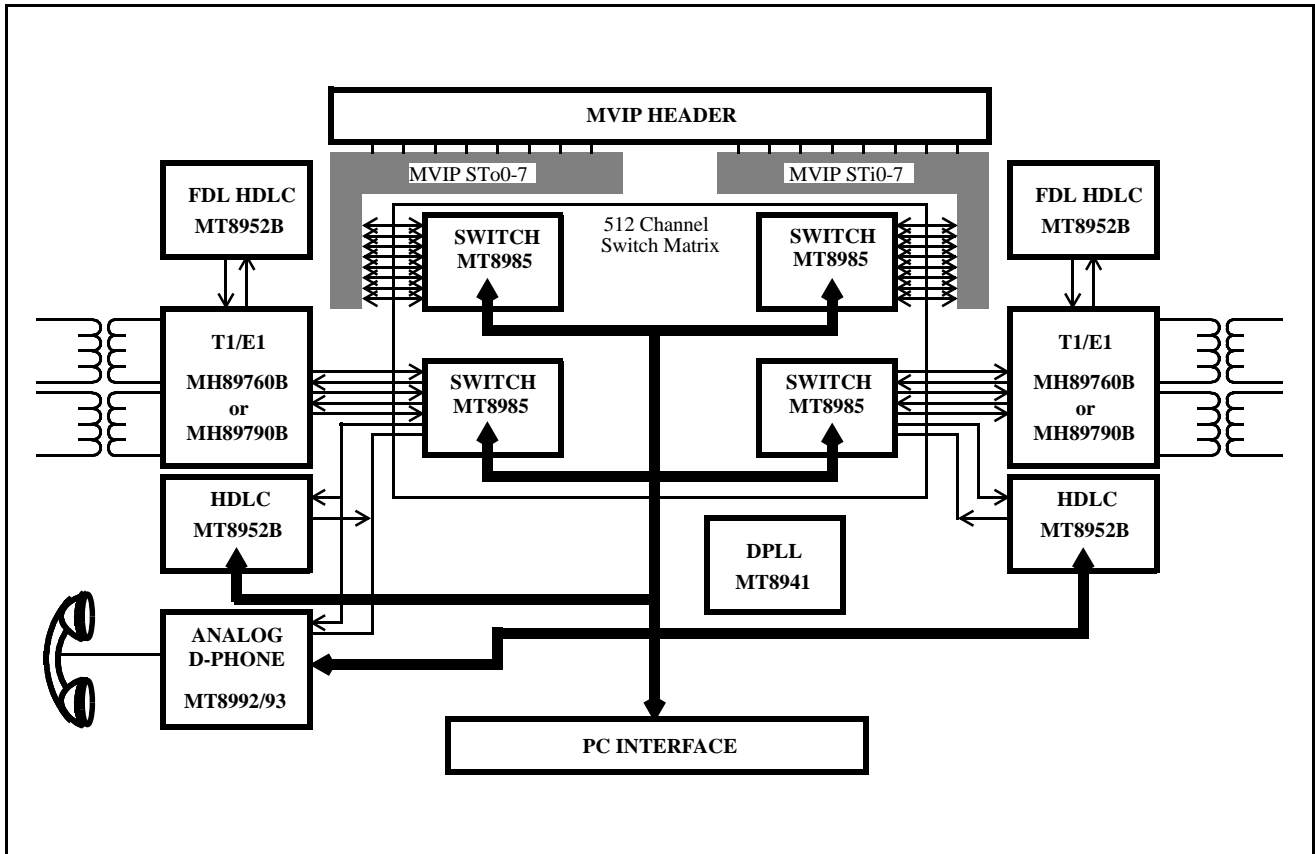 MVIP HEADER
MVIP STo0-7
MVIP STi0-7
FDL HDLC
MT8952B
SWITCH
MT8985
512 Channel
Switch Matrix
SWITCH
MT8985
FDL HDLC
MT8952B
T1/E1
MH89760B
or
MH89790B
SWITCH
MT8985
SWITCH
MT8985
T1/E1
MH89760B
or
MH89790B
HDLC
MT8952B
DPLL
MT8941
HDLC
MT8952B
ANALOG
D-PHONE
MT8992/93
PC INTERFACE